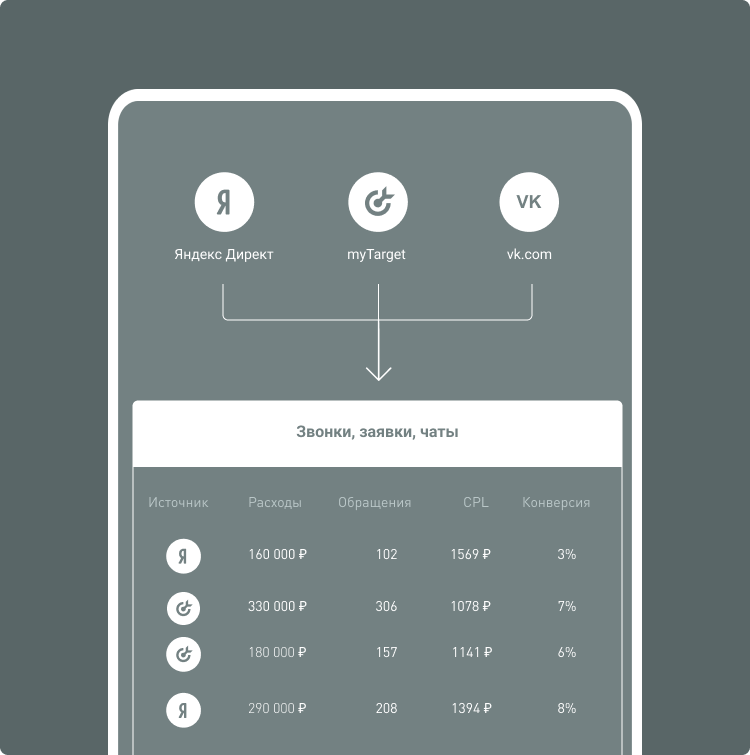 Я VK
Яндекс Директ myTarget vk.com
Звонки, заявки, чаты
Источник Расходы Обращения CPL Конверсия
Я 160 000 ₽ 102 1569 ₽ 3%
330 000 ₽ 306 1078 ₽ 7%
180 000 ₽ 157 1141 ₽ 6%
Я 290 000 ₽ 208 1394 ₽ 8%